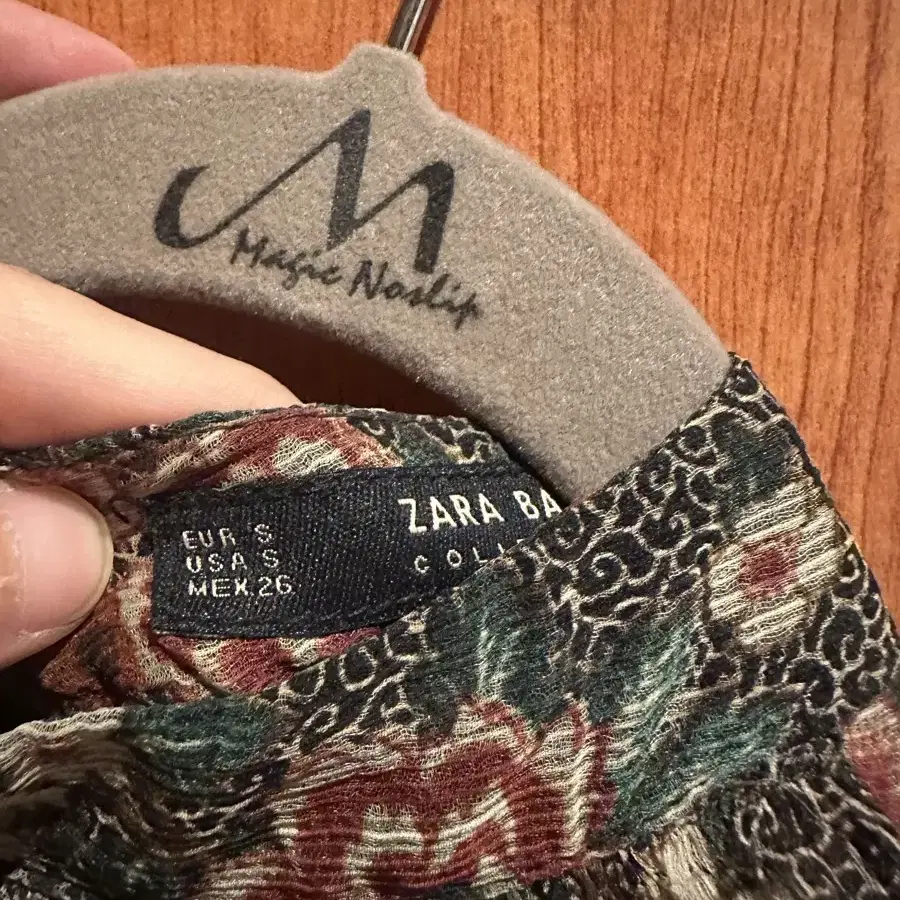 M
Magic Noslip
ZARA BA
COLL
EUR S
USA S
MEX 26